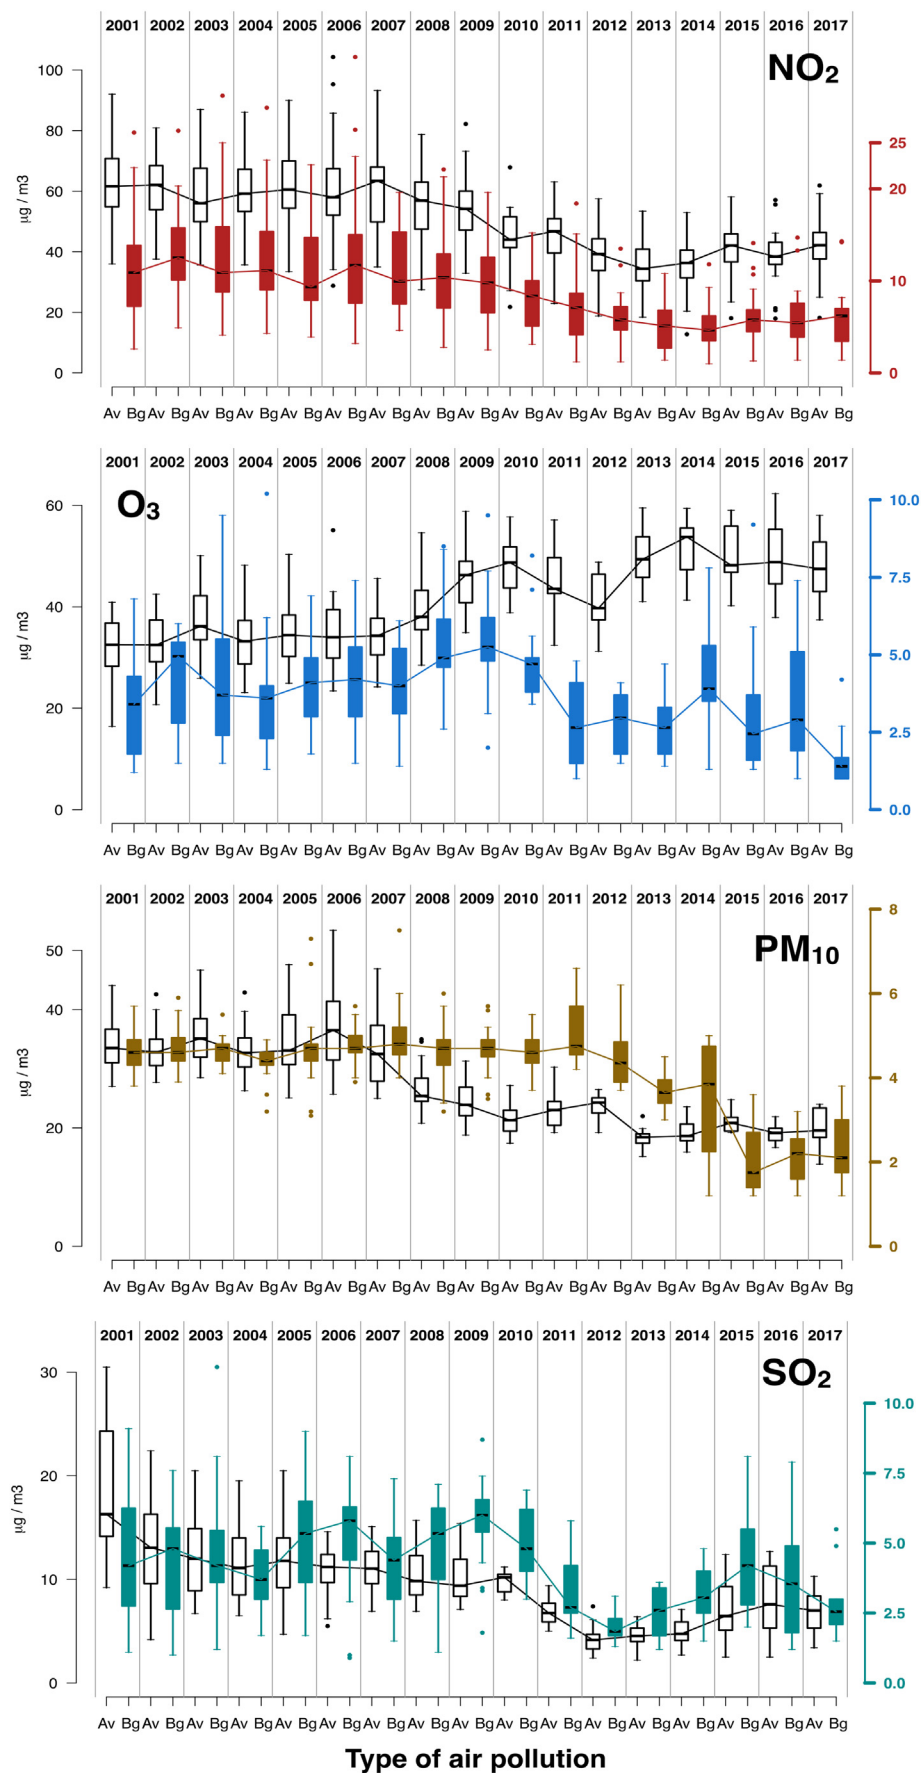 2001 2002 2003 2004 2005 2006 2007 2008 2009 2010 2011 2012 2013 2014 2015 2016 2017
NO2
100
80
60
40
20
0
µg / m3
25
20
10
0
Av Bg Av Bg Av Bg Av Bg Av Bg Av Bg Av Bg Av Bg Av Bg Av Bg Av Bg Av Bg Av Bg Av Bg Av Bg Av Bg Av Bg
2001 2002 2003 2004 2005 2006 2007 2008 2009 2010 2011 2012 2013 2014 2015 2016 2017
O3
60
40
20
0
µg / m3
10.0
7.5
5.0
2.5
0.0
Av Bg Av Bg Av Bg Av Bg Av Bg Av Bg Av Bg Av Bg Av Bg Av Bg Av Bg Av Bg Av Bg Av Bg Av Bg Av Bg Av Bg
2001 2002 2003 2004 2005 2006 2007 2008 2009 2010 2011 2012 2013 2014 2015 2016 2017
PM10
50
40
20
0
µg / m3
8
6
4
2
0
Av Bg Av Bg Av Bg Av Bg Av Bg Av Bg Av Bg Av Bg Av Bg Av Bg Av Bg Av Bg Av Bg Av Bg Av Bg Av Bg Av Bg
2001 2002 2003 2004 2005 2006 2007 2008 2009 2010 2011 2012 2013 2014 2015 2016 2017
SO2
30
20
10
0
µg / m3
10.0
7.5
5.0
2.5
0.0
Av Bg Av Bg Av Bg Av Bg Av Bg Av Bg Av Bg Av Bg Av Bg Av Bg Av Bg Av Bg Av Bg Av Bg Av Bg Av Bg Av Bg
Type of air pollution